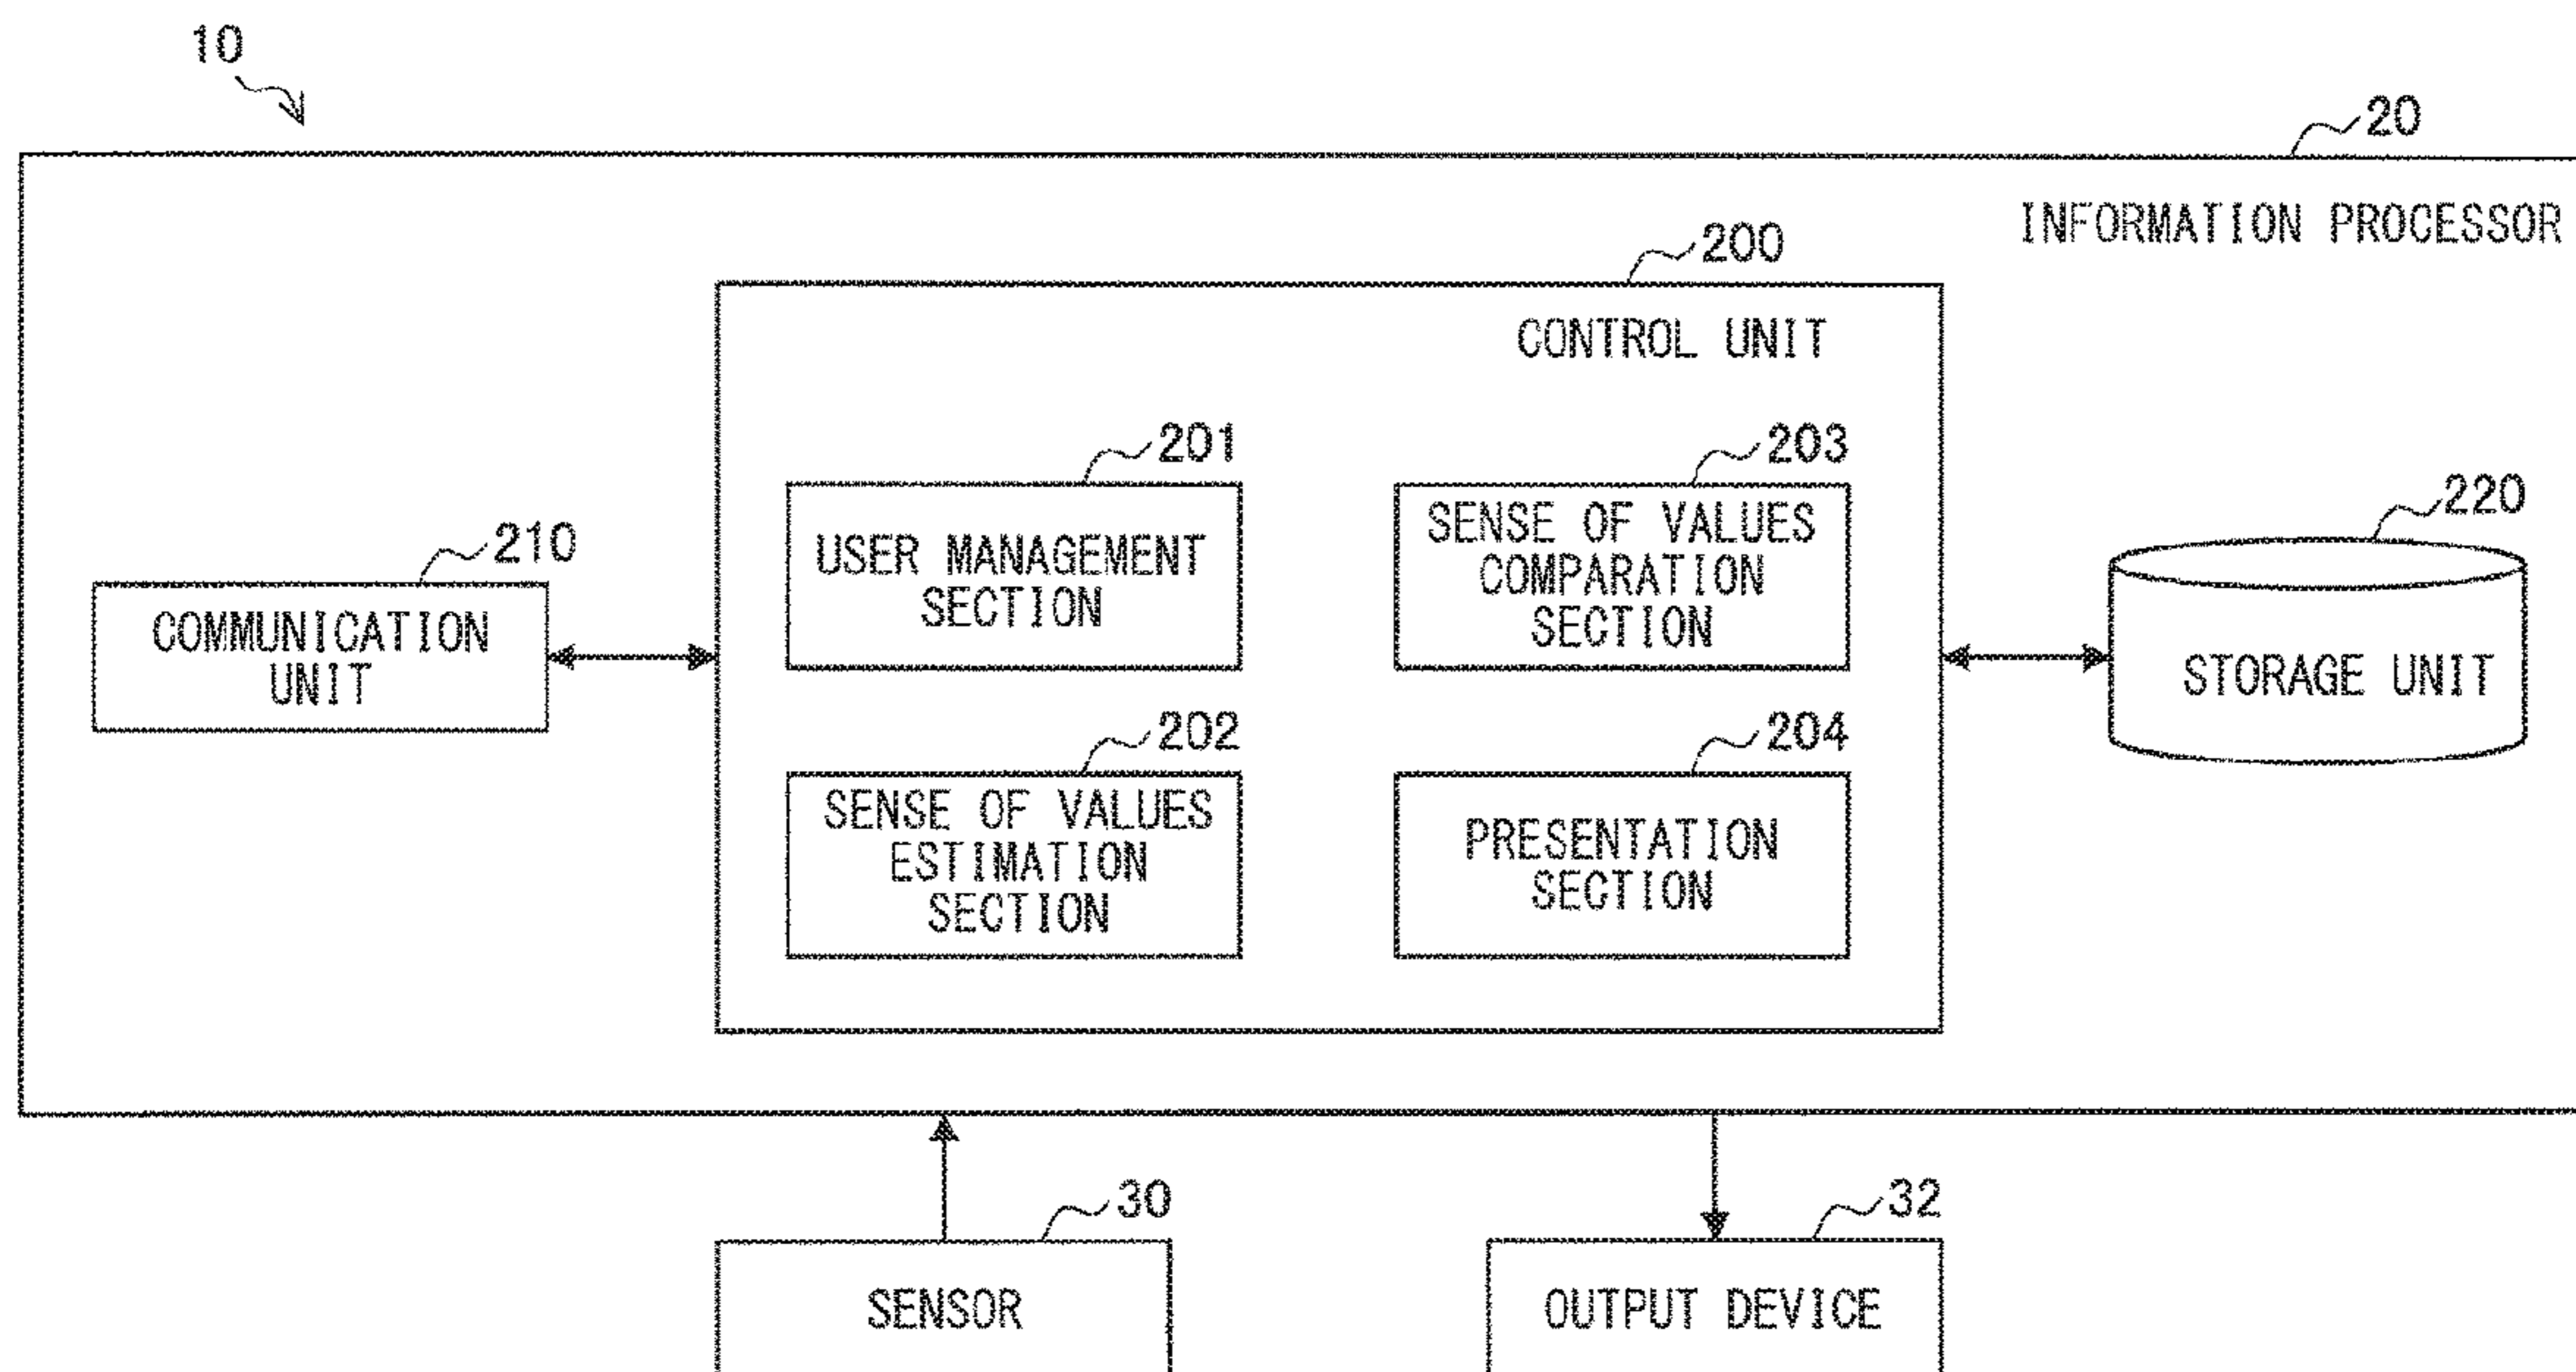 10
20
INFORMATION PROCESSOR
200
CONTROL UNIT
201
USER MANAGEMENT
SECTION
203
SENSE OF VALUES
COMPARATION
SECTION
210
COMMUNICATION
UNIT
220
STORAGE UNIT
202
SENSE OF VALUES
ESTIMATION
SECTION
204
PRESENTATION
SECTION
30
SENSOR
32
OUTPUT DEVICE